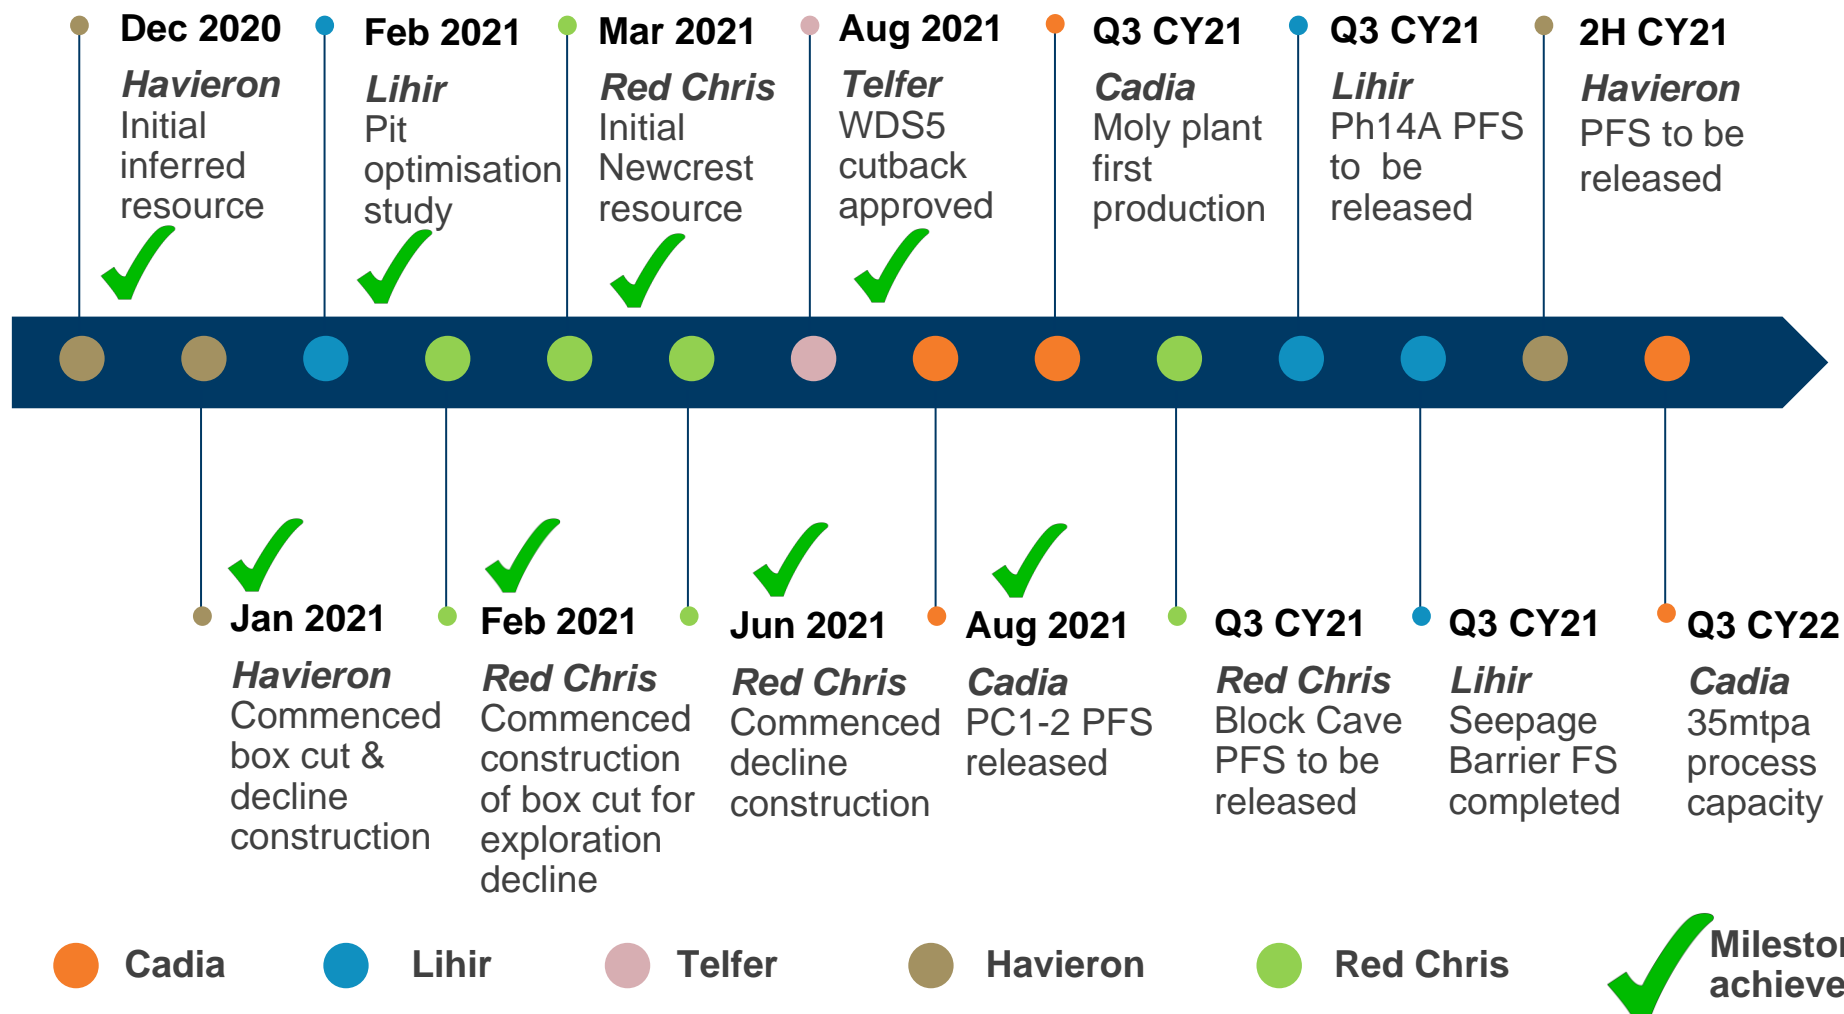 Dec 2020
Havieron
Initial
inferred
resource
Feb 2021
Lihir
Pit
optimisation
study
Mar 2021
Red Chris
Initial
Newcrest
resource
Aug 2021
Telfer
WDS5
cutback
approved
Q3 CY21
Cadia
Moly plant
first
production
Q3 CY21
Lihir
Ph14A PFS
to be
released
2H CY21
Havieron
PFS to be
released
Jan 2021
Havieron
Commenced
box cut &
decline
construction
Feb 2021
Red Chris
Commenced
construction
of box cut for
exploration
decline
Jun 2021
Red Chris
Commenced
decline
construction
Aug 2021
Cadia
PC1-2 PFS
released
Q3 CY21
Red Chris
Block Cave
PFS to be
released
Q3 CY21
Lihir
Seepage
Barrier FS
completed
Q3 CY22
Cadia
35mtpa
process
capacity
Cadia
Lihir
Telfer
Havieron
Red Chris
Milestor
achieve